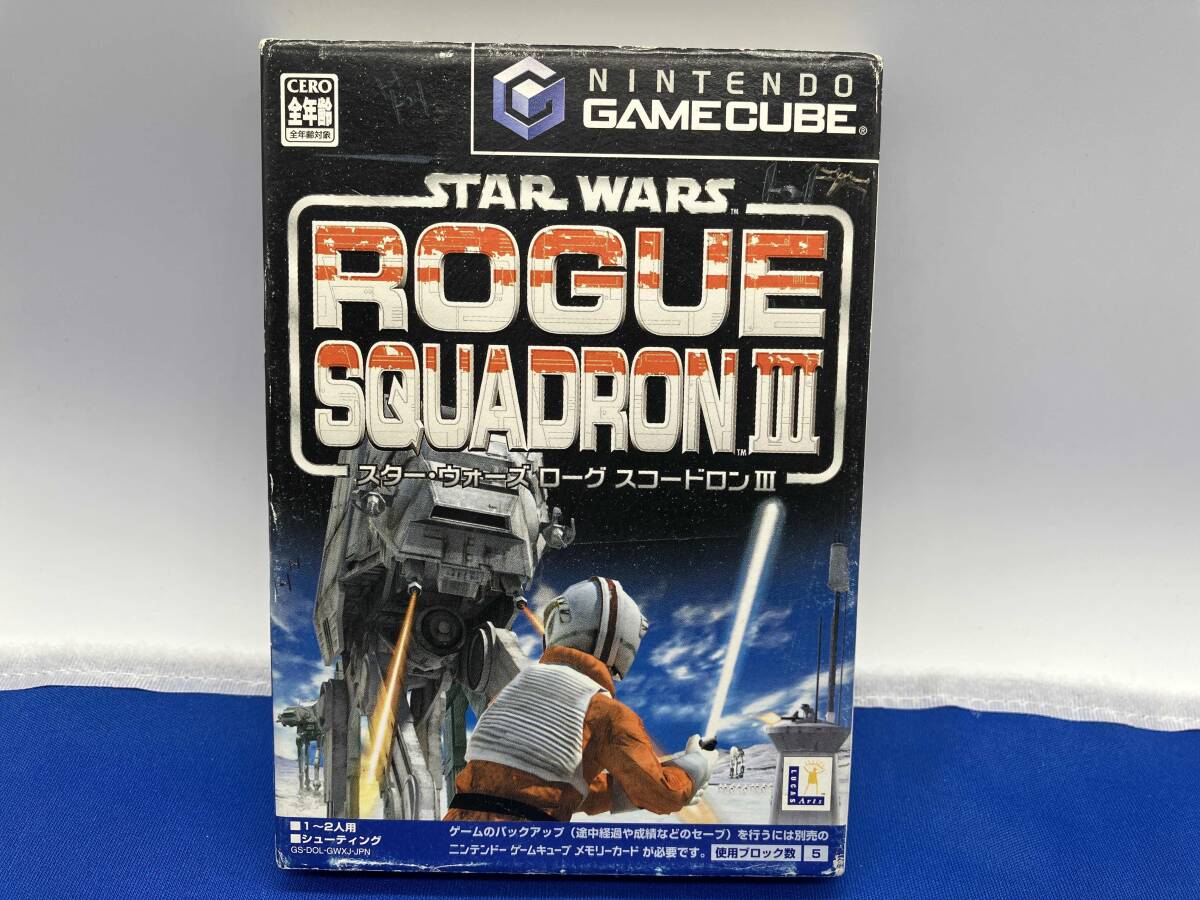 CERO
全年齢
全年齢対象
NINTENDO
GAMECUBE®
STAR WARS™
ROGUE
SQUADRON III™
スター・ウォーズ ローグ スコードロン III
LUCAS
Arts
■1～2人用
■シューティング
GS-DOL-GWXJ-JPN
ゲームのバックアップ（途中経過や成績などのセーブ）を行うには別売の
ニンテンドー ゲームキューブ メモリーカード が必要です。 使用ブロック数 5